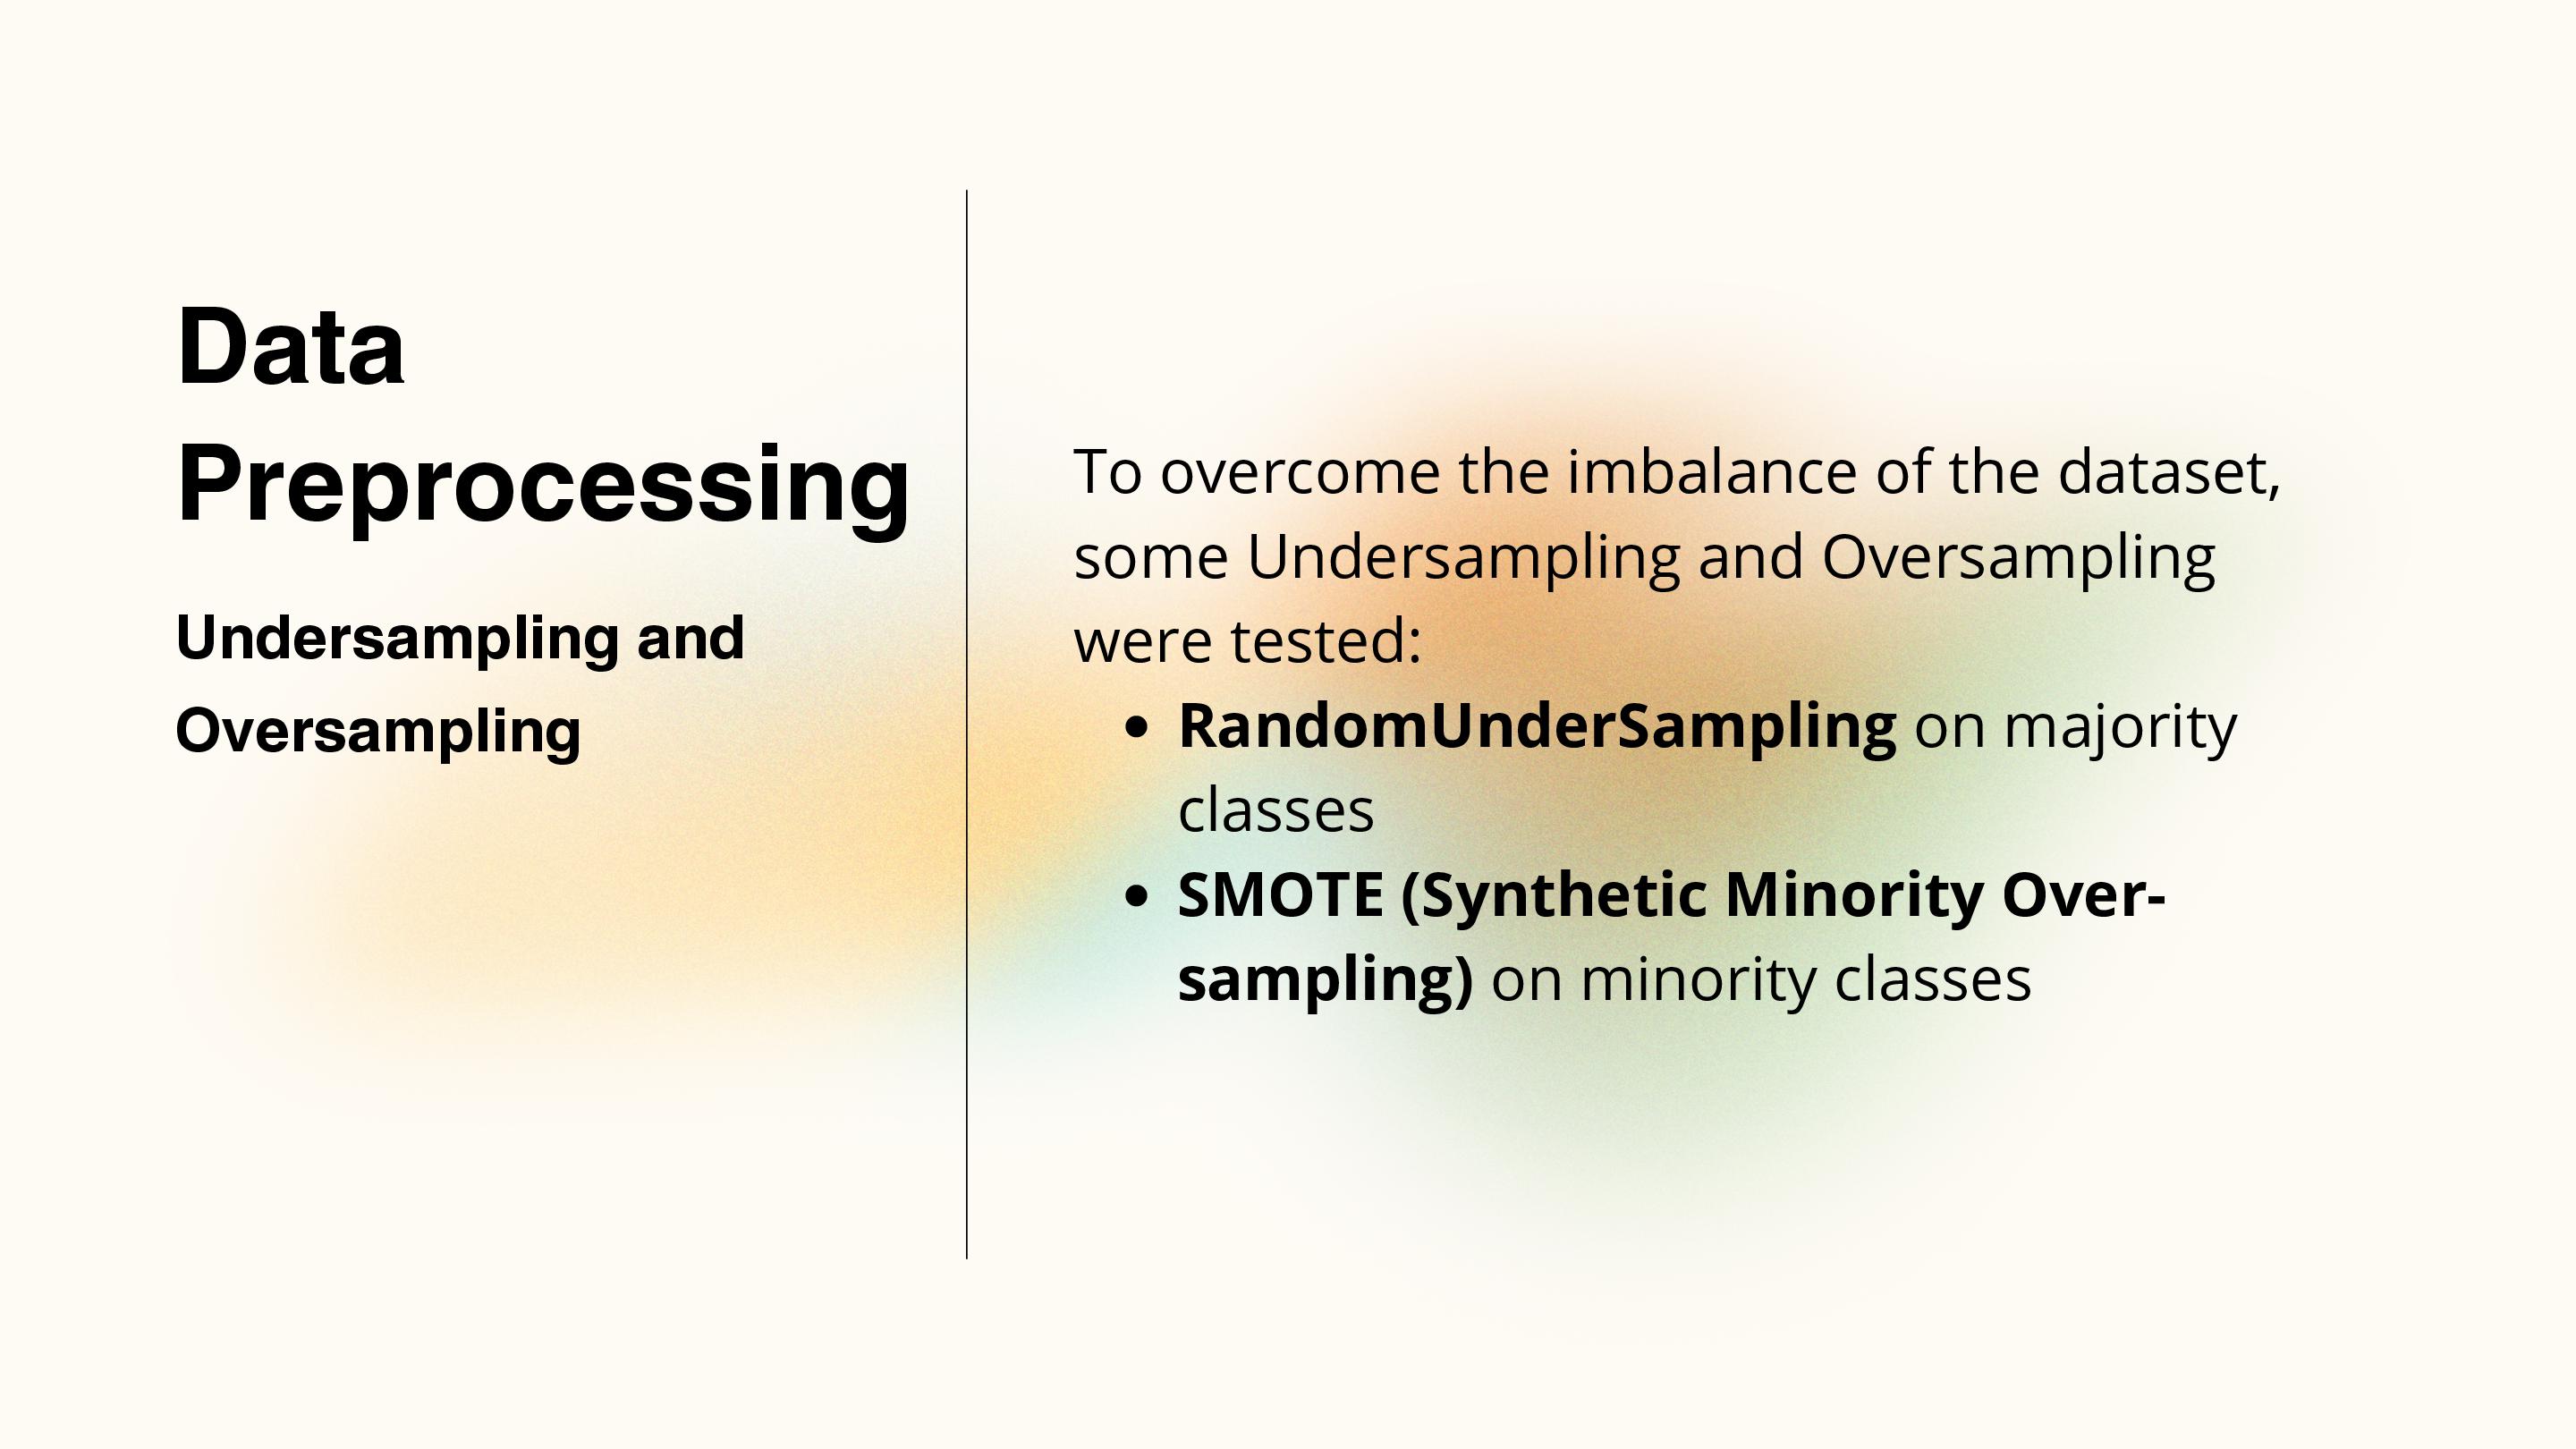 Data
Preprocessing
Undersampling and
Oversampling
To overcome the imbalance of the dataset,
some Undersampling and Oversampling
were tested:
• RandomUnderSampling on majority
classes
• SMOTE (Synthetic Minority Over-
sampling) on minority classes